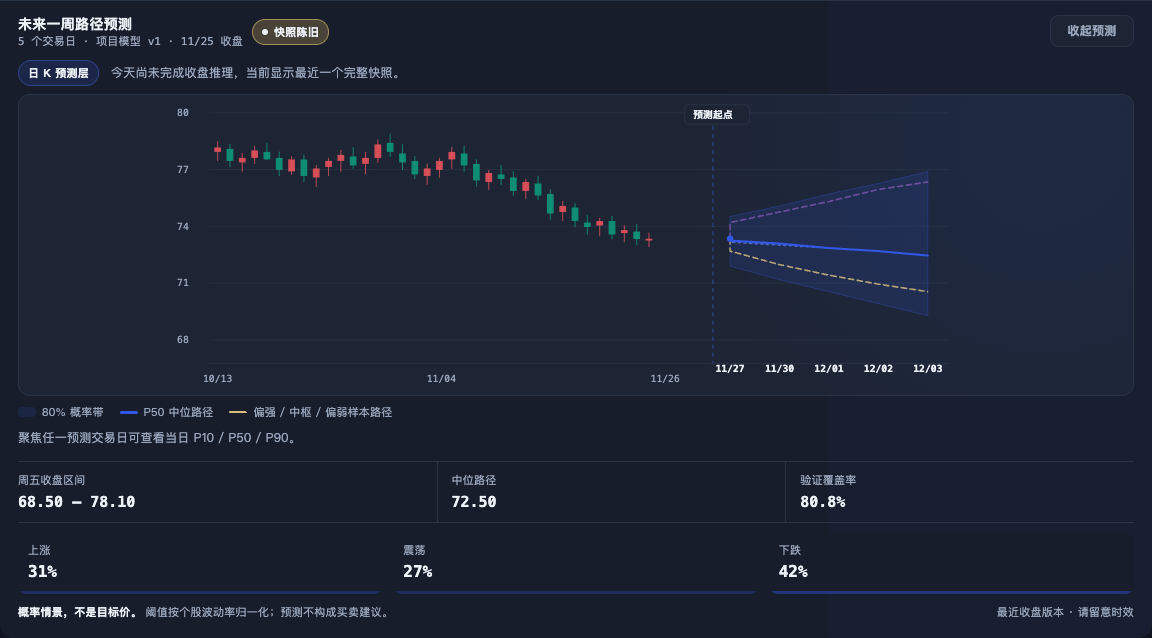 未来一周路径预测
5 个交易日 · 项目模型 v1 · 11/25 收盘
快照陈旧
收起预测
日 K 预测层
今天尚未完成收盘推理，当前显示最近一个完整快照。
80
预测起点
77
74
71
68
10/13
11/04
11/26
11/27
11/30
12/01
12/02
12/03
80% 概率带
P50 中位路径
偏强 / 中枢 / 偏弱样本路径
聚焦任一预测交易日可查看当日 P10 / P50 / P90。
周五收盘区间
68.50 — 78.10
中位路径
72.50
验证覆盖率
80.8%
上涨
31%
震荡
27%
下跌
42%
概率情景，不是目标价。 阈值按个股波动率归一化；预测不构成买卖建议。
最近收盘版本 · 请留意时效